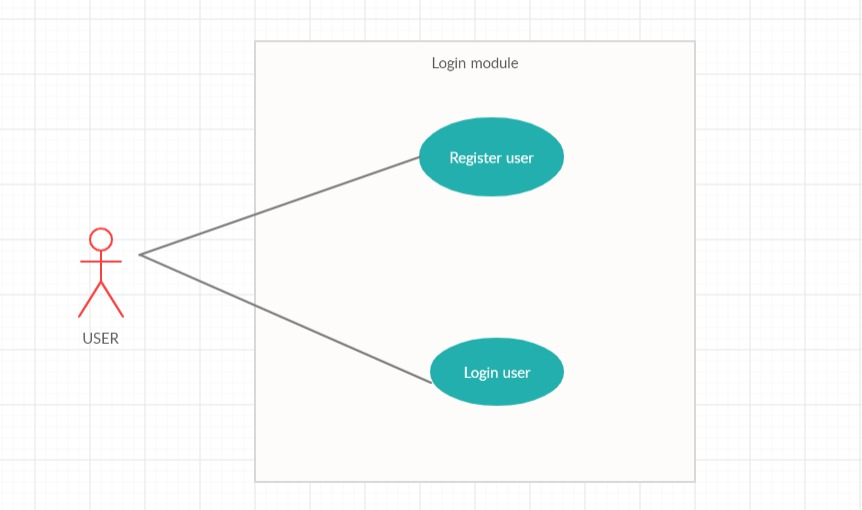 Login module
Register user
USER
Login user